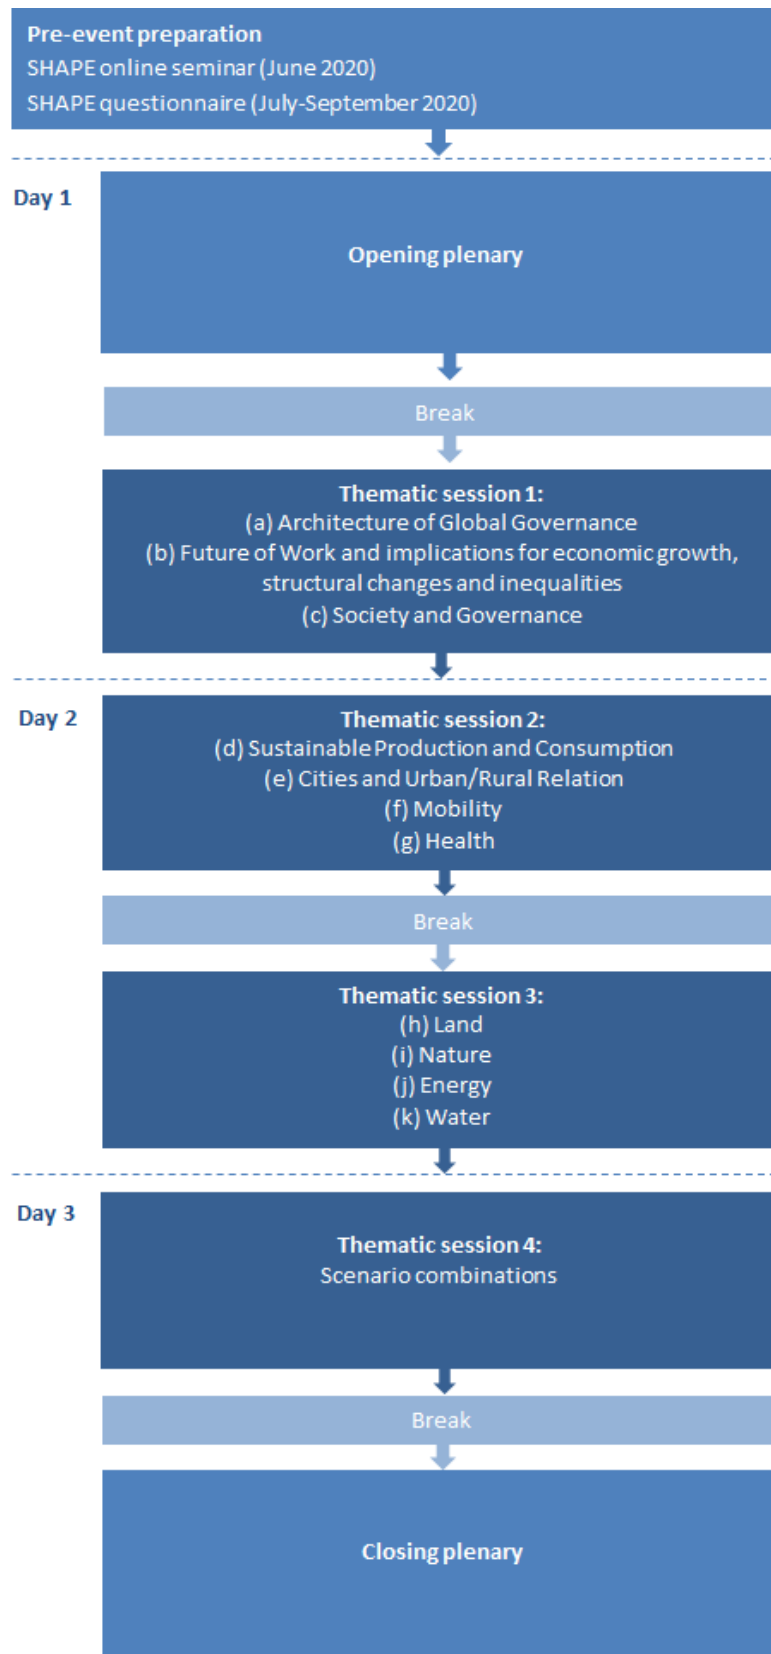 Pre-event preparation
SHAPE online seminar (June 2020)
SHAPE questionnaire (July-September 2020)
Day 1
Opening plenary
Break
Thematic session 1:
(a) Architecture of Global Governance
(b) Future of Work and implications for economic growth,
structural changes and inequalities
(c) Society and Governance
Day 2
Thematic session 2:
(d) Sustainable Production and Consumption
(e) Cities and Urban/Rural Relation
(f) Mobility
(g) Health
Break
Thematic session 3:
(h) Land
(i) Nature
(j) Energy
(k) Water
Day 3
Thematic session 4:
Scenario combinations
Break
Closing plenary